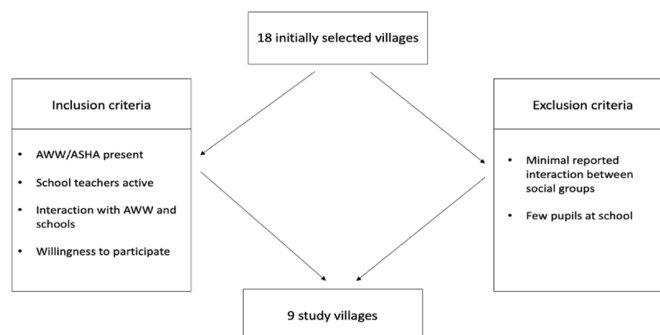 18 initially selected villages
Inclusion criteria
• AWW/ASHA present
• School teachers active
• Interaction with AWW and
schools
• Willingness to participate
Exclusion criteria
• Minimal reported
interaction between
social groups
• Few pupils at school
9 study villages